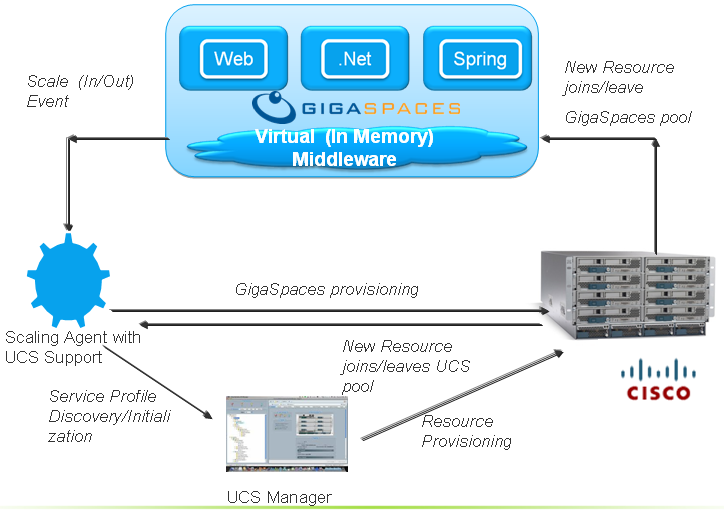 Web
.Net
Spring
GIGASPACES
Virtual (In Memory)
Middleware
Scale (In/Out)
Event
New Resource
joins/leave
GigaSpaces pool
GigaSpaces provisioning
Scaling Agent with
UCS Support
New Resource
joins/leaves UCS
pool
CISCO
Service Profile
Discovery/Initiali
zation
Resource
Provisioning
UCS Manager